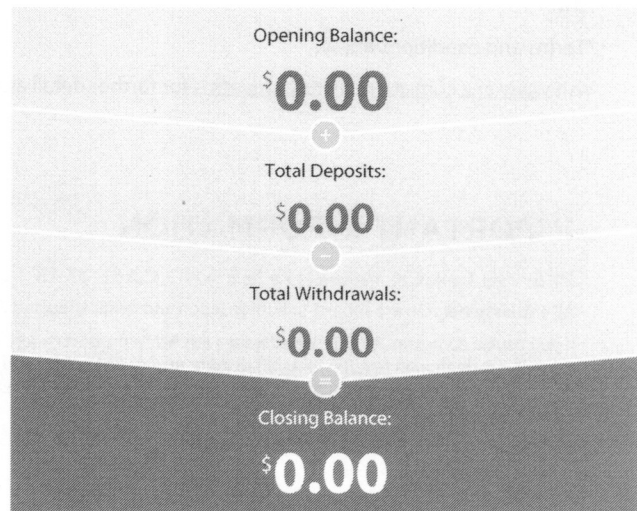 Opening Balance:
$0.00
+
Total Deposits:
$0.00
-
Total Withdrawals:
$0.00
=
Closing Balance:
$0.00